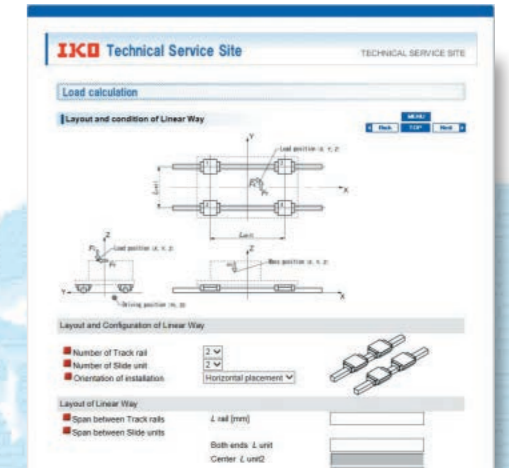 IKO Technical Service Site
TECHNICAL SERVICE SITE
Load calculation
Layout and condition of Linear Way
MENU
Back TOP Next
Y
Load position (X, Y, Z)
X
Z
Load position (X, Y, Z)
Y
Driving position (Yd, Zd)
Z
Mass position (X, Y, Z)
X
Layout and Configuration of Linear Way
Number of Track rail 2
Number of Slide unit 2
Orientation of installation Horizontal placement
Layout of Linear Way
Span between Track rails L rail [mm]
Span between Slide units
Both ends L unit
Center L unit2